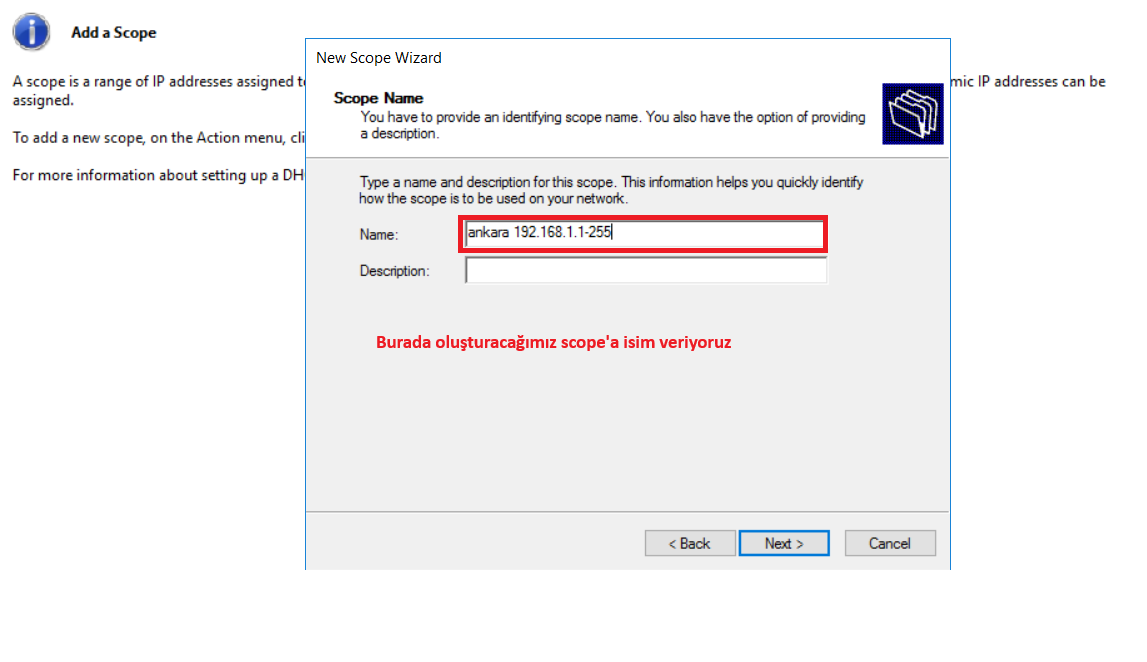 Add a Scope
A scope is a range of IP addresses assigned to
mic IP addresses can be
assigned.
To add a new scope, on the Action menu, cli
For more information about setting up a DH
New Scope Wizard
Scope Name
You have to provide an identifying scope name. You also have the option of providing
a description.
Type a name and description for this scope. This information helps you quickly identify
how the scope is to be used on your network.
Name:
ankara 192.168.1.1-255
Description:
Burada oluşturacağımız scope'a isim veriyoruz
< Back
Next >
Cancel